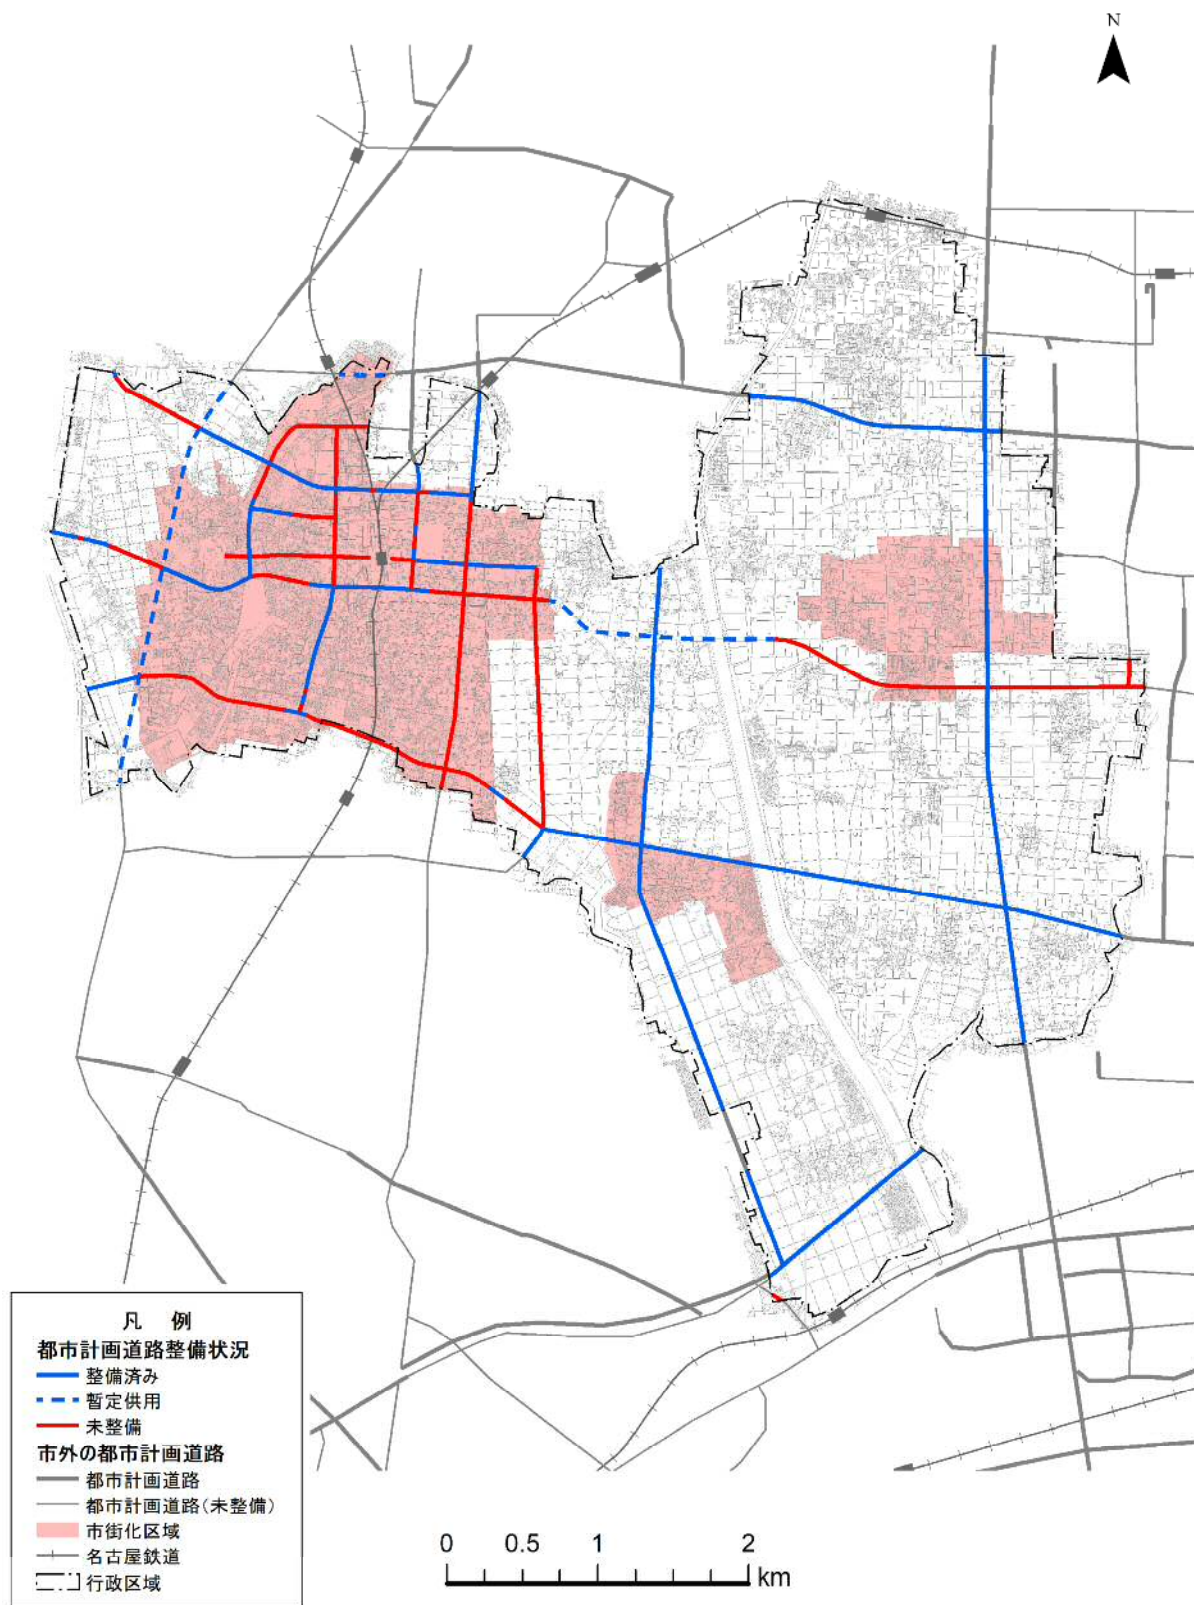 N
凡 例
都市計画道路整備状況
整備済み
暫定供用
未整備
市外の都市計画道路
都市計画道路
都市計画道路(未整備)
市街化区域
名古屋鉄道
行政区域
0 0.5 1 2
km